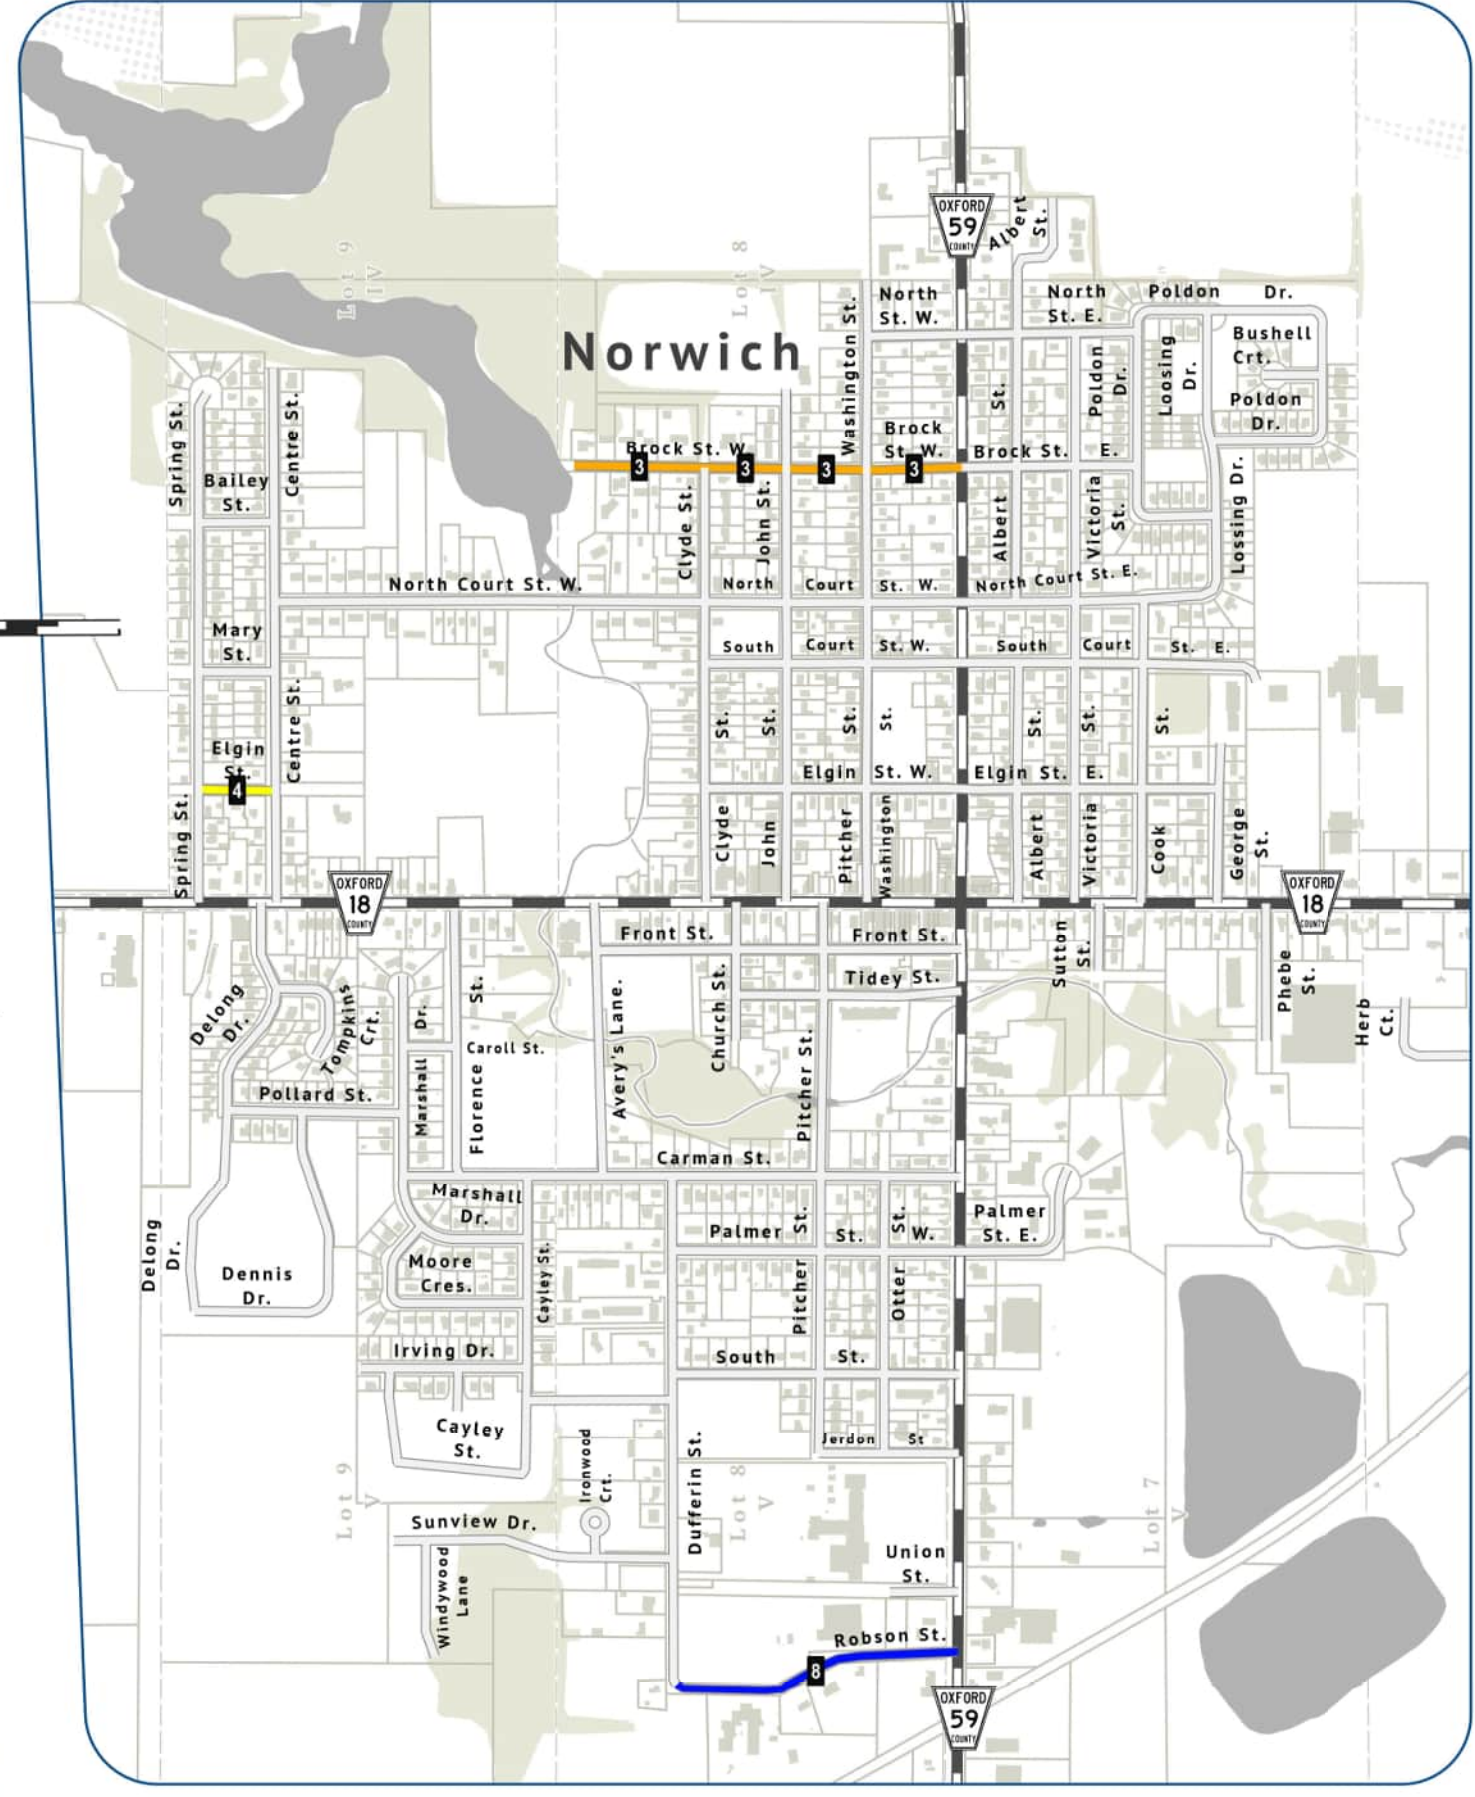 OXFORD
59
COUNTY
Albert
St.
Lot 9
IV
Lot 8
IV
North
St. W.
North
St. E.
Poldon Dr.
Washington St.
Norwich
Bushell
Crt.
Loosing
Dr.
Poldon
Dr.
Poldon
Dr.
St.
Spring St.
Centre St.
Brock St. W.
Brock
St. W.
Brock St. E.
3
3
3
3
Bailey
St.
Clyde St.
John St.
Albert
Victoria
St.
Lossing Dr.
North Court St. W.
North Court St. W.
North Court St. E.
Mary
St.
South Court St. W.
South Court St. E.
Centre St.
St.
St.
St.
St.
St.
St.
St.
Elgin
St.
4
Elgin St. W.
Elgin St. E.
Spring St.
Clyde
John
Pitcher
Washington
Albert
Victoria
Cook
George
St.
OXFORD
18
COUNTY
OXFORD
18
COUNTY
Front St.
Front St.
Sutton
St.
Tidey St.
Phebe
St.
Herb
Ct.
Delong
Dr.
Tompkins
Crt.
Dr.
Marshall
St.
Florence
Caroll St.
Avery's Lane.
Church St.
Pitcher St.
Pollard St.
Carman St.
Marshall
Dr.
Palmer St. W.
St.
St.
Palmer
St. E.
Delong
Dr.
Dennis
Dr.
Moore
Cres.
Cayley St.
Pitcher
Otter
Irving Dr.
South St.
Cayley
St.
Jerdon St
Ironwood
Crt.
Dufferin St.
Lot 9
V
Lot 8
V
Lot 7
V
Sunview Dr.
Union
St.
Windywood
Lane
Robson St.
8
OXFORD
59
COUNTY